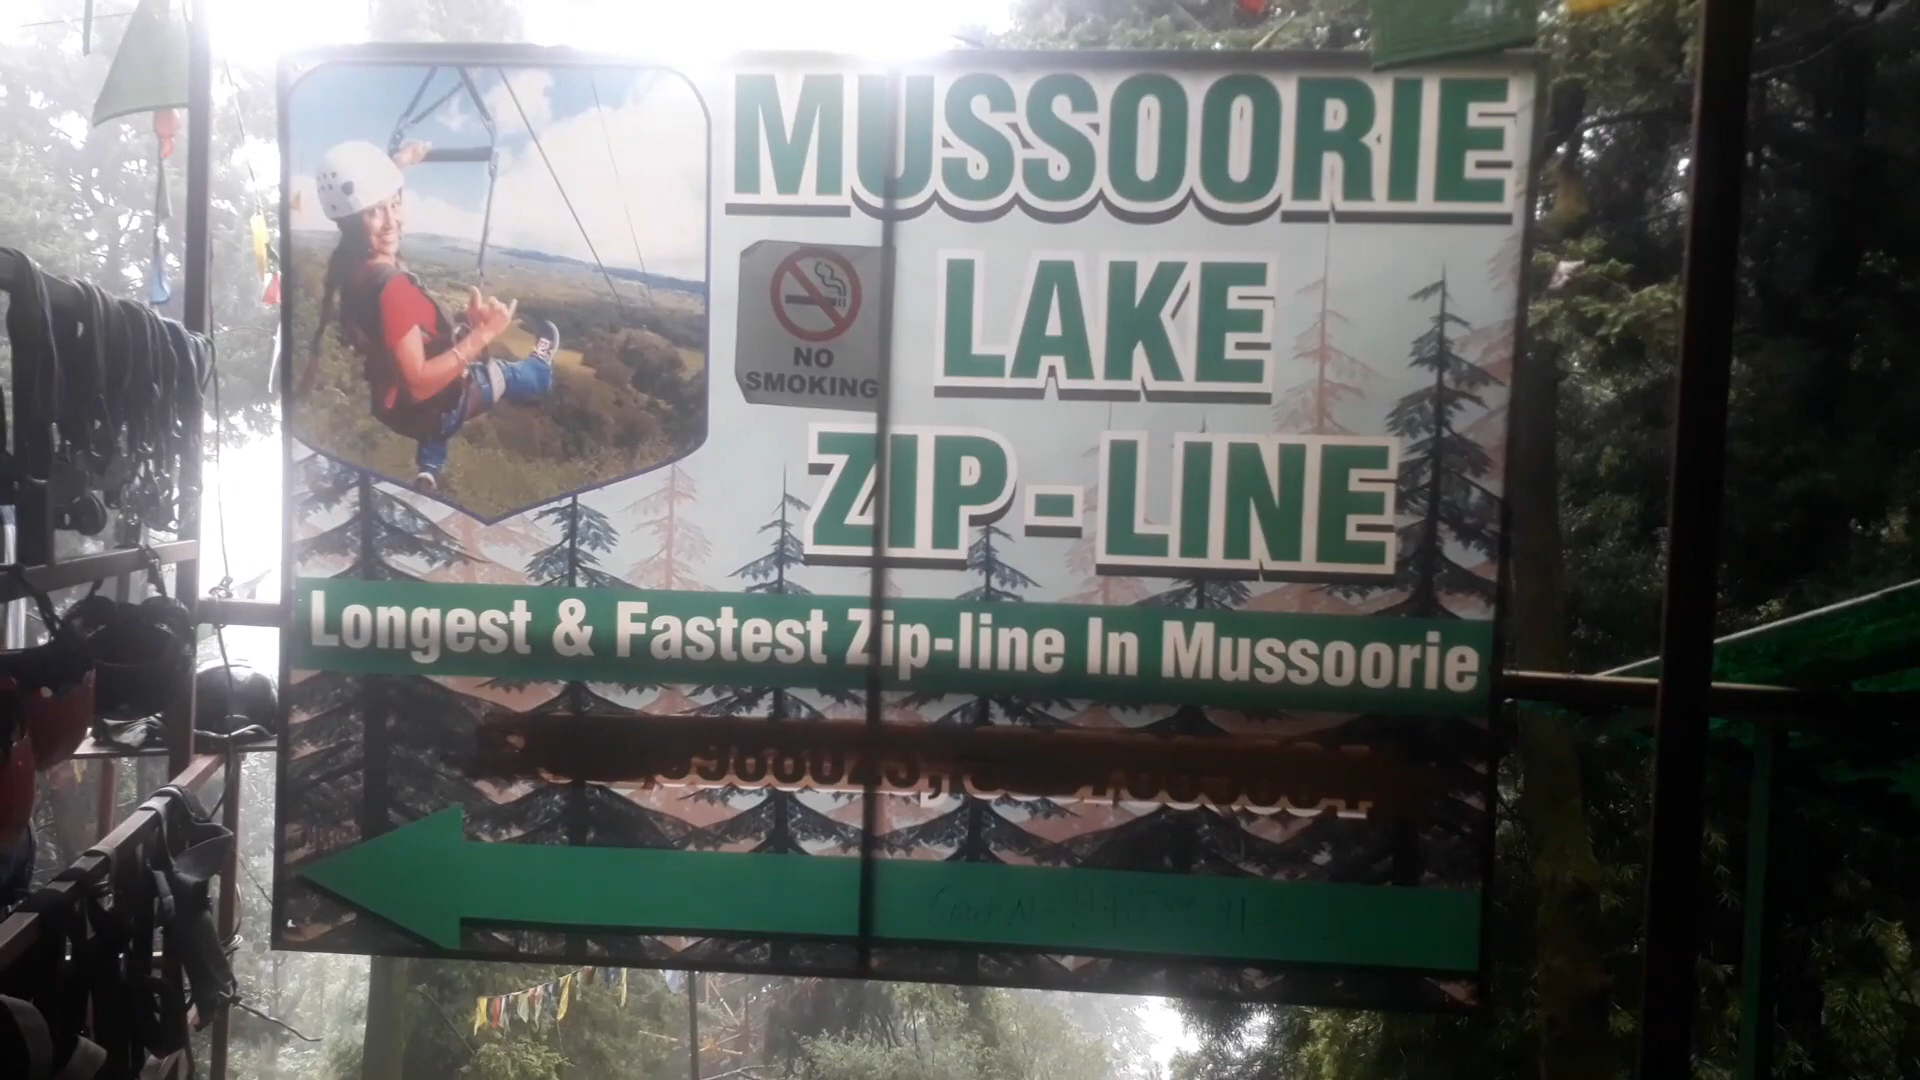 MUSSOORIE
LAKE
NO
SMOKING
ZIP-LINE
Longest & Fastest Zip-line In Mussoorie